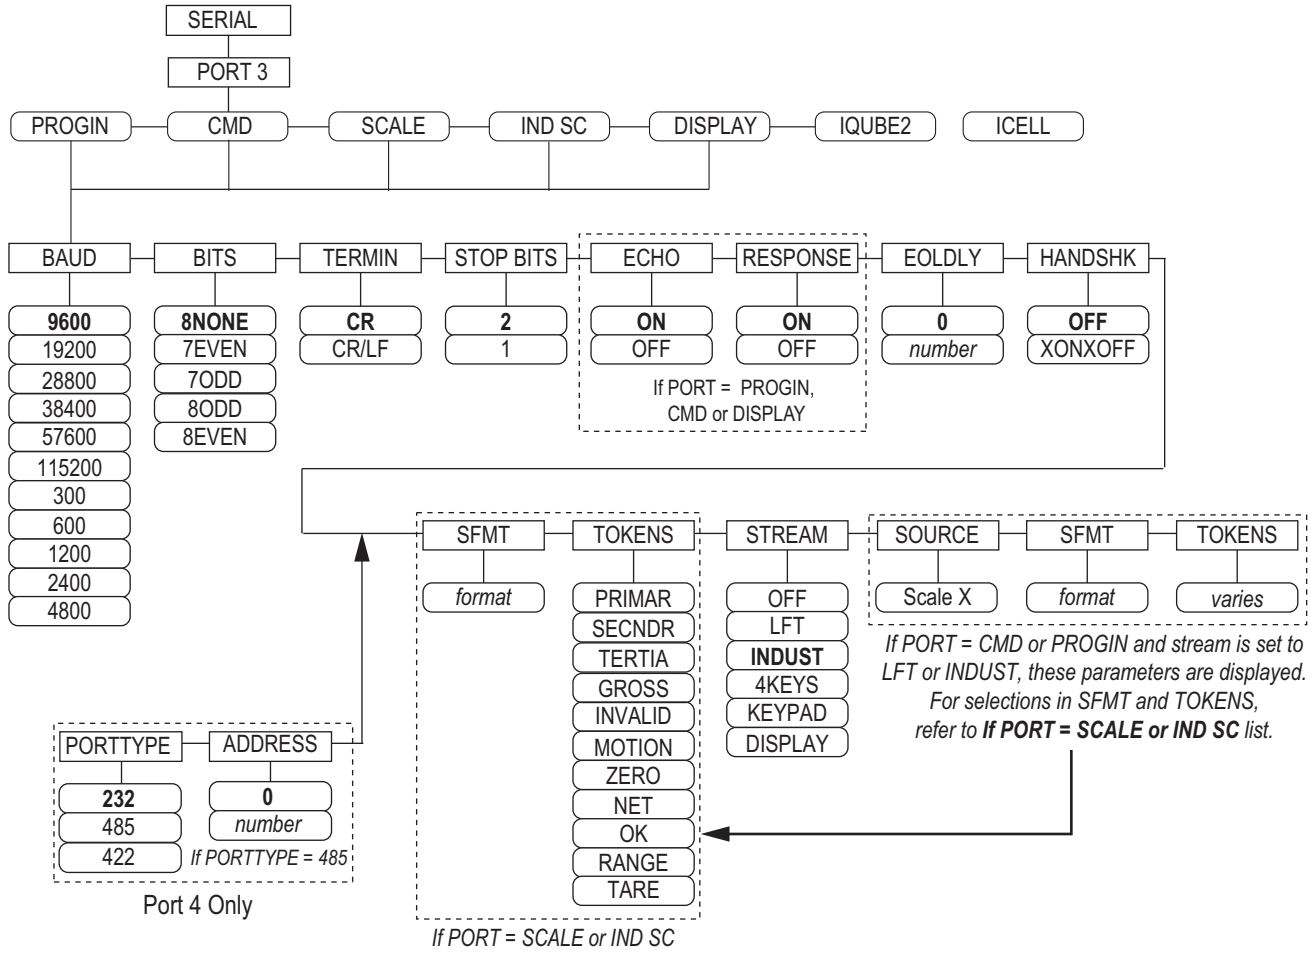 SERIAL
PORT 3
PROGIN CMD SCALE IND SC DISPLAY IQUBE2 ICELL
BAUD BITS TERMIN STOP BITS ECHO RESPONSE EOLDLY HANDSHK
9600 8NONE CR 2 ON ON 0 OFF
19200 7EVEN CR/LF 1 OFF OFF number XONXOFF
28800 7ODD
38400 8ODD
57600 8EVEN
115200
300
600
1200
2400
4800
If PORT = PROGIN,
CMD or DISPLAY
SFMT TOKENS STREAM SOURCE SFMT TOKENS
format PRIMAR OFF Scale X format varies
SECNDR LFT
TERTIA INDUST
GROSS 4KEYS
INVALID KEYPAD
MOTION DISPLAY
ZERO
NET
OK
RANGE
TARE
If PORT = CMD or PROGIN and stream is set to
LFT or INDUST, these parameters are displayed.
For selections in SFMT and TOKENS,
refer to If PORT = SCALE or IND SC list.
PORTTYPE ADDRESS
232 0
485 number
422 If PORTTYPE = 485
Port 4 Only
If PORT = SCALE or IND SC